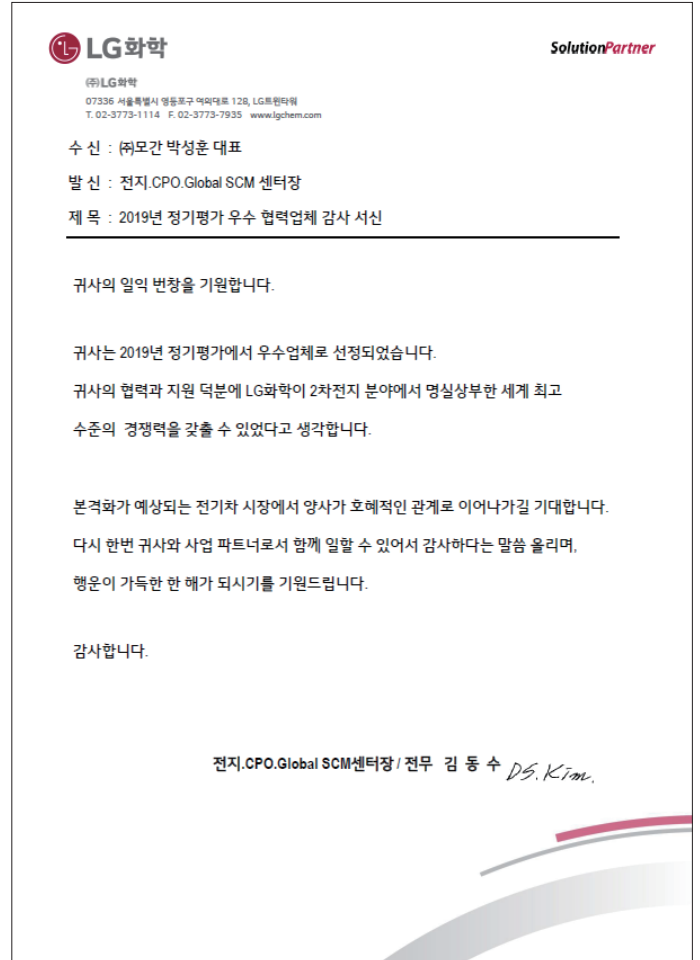 LG화학
SolutionPartner
㈜LG화학
07336 서울특별시 영등포구 여의대로 128, LG트윈타워
T. 02-3773-1114 F. 02-3773-7935 www.lgchem.com
수 신 : ㈜모간 박성훈 대표
발 신 : 전지.CPO.Global SCM 센터장
제 목 : 2019년 정기평가 우수 협력업체 감사 서신
귀사의 일익 번창을 기원합니다.
귀사는 2019년 정기평가에서 우수업체로 선정되었습니다.
귀사의 협력과 지원 덕분에 LG화학이 2차전지 분야에서 명실상부한 세계 최고
수준의 경쟁력을 갖출 수 있었다고 생각합니다.
본격화가 예상되는 전기차 시장에서 양사가 호혜적인 관계로 이어나가길 기대합니다.
다시 한번 귀사와 사업 파트너로서 함께 일할 수 있어서 감사하다는 말씀 올리며,
행운이 가득한 한 해가 되시기를 기원드립니다.
감사합니다.
전지.CPO.Global SCM센터장 / 전무 김 동 수 DS. Kim.